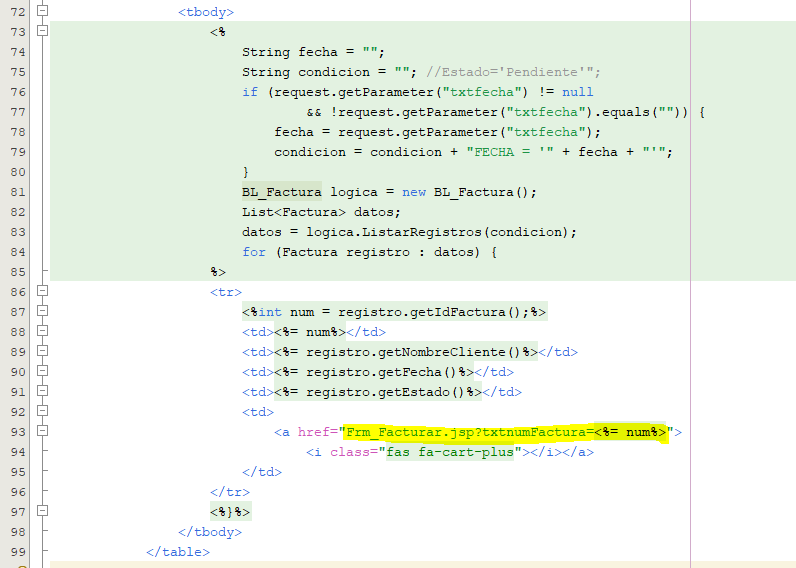 72 <tbody>
73 <%
74 String fecha = "";
75 String condicion = ""; //Estado='Pendiente'";
76 if (request.getParameter("txtfecha") != null
77 && !request.getParameter("txtfecha").equals("")) {
78 fecha = request.getParameter("txtfecha");
79 condicion = condicion + "FECHA = '" + fecha + "'";
80 }
81 BL_Factura logica = new BL_Factura();
82 List<Factura> datos;
83 datos = logica.ListarRegistros(condicion);
84 for (Factura registro : datos) {
85 %>
86 <tr>
87 <%int num = registro.getIdFactura();%>
88 <td><%= num%></td>
89 <td><%= registro.getNombreCliente()%></td>
90 <td><%= registro.getFecha()%></td>
91 <td><%= registro.getEstado()%></td>
92 <td>
93 <a href="Frm_Facturar.jsp?txtnumFactura=<%= num%>">
94 <i class="fas fa-cart-plus"></i></a>
95 </td>
96 </tr>
97 <%}%>
98 </tbody>
99 </table>